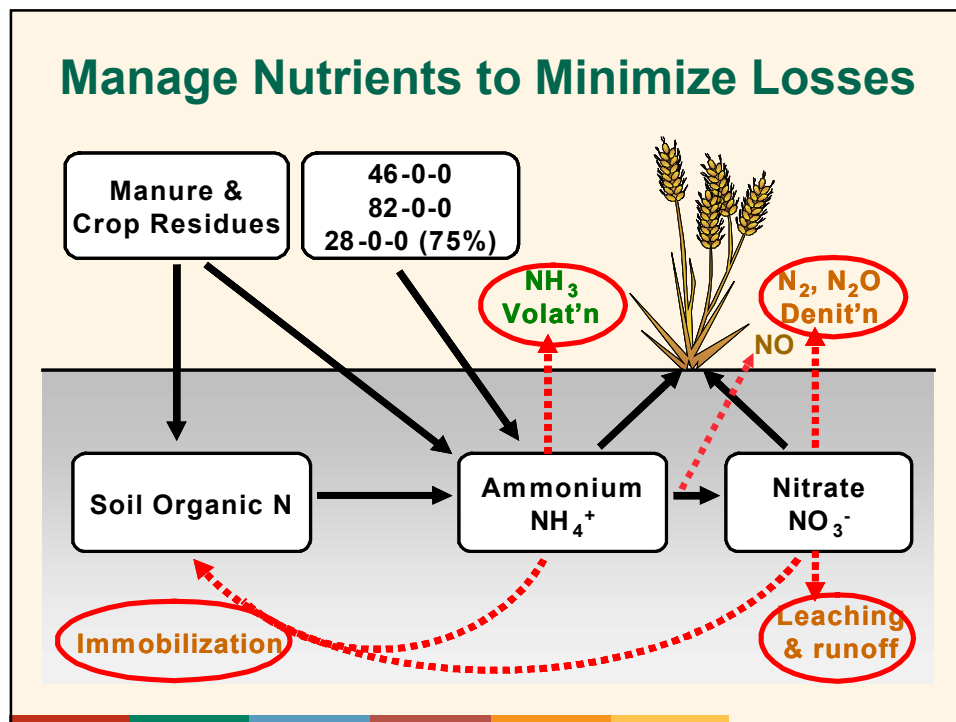 Manage Nutrients to Minimize Losses
Manure &
Crop Residues
46-0-0
82-0-0
28-0-0 (75%)
NH₃
Volat’n
N₂, N₂O
Denit’n
NO
Soil Organic N
Ammonium
NH₄⁺
Nitrate
NO₃⁻
Immobilization
Leaching
& runoff